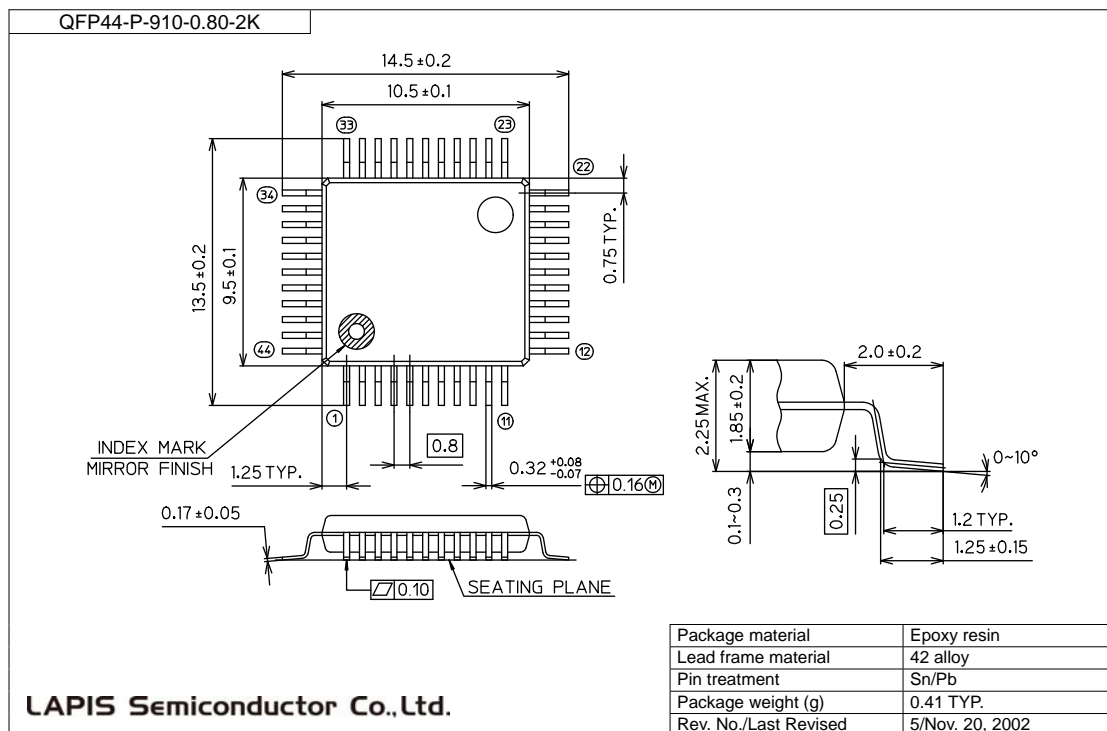 QFP44-P-910-0.80-2K
14.5±0.2
10.5±0.1
33
23
22
34
13.5±0.2
9.5±0.1
0.75 TYP.
44
12
1
11
INDEX MARK
MIRROR FINISH
0.8
1.25 TYP.
0.32 +0.08 -0.07
⌖ 0.16Ⓜ
0.17±0.05
⏥ 0.10
SEATING PLANE
2.0±0.2
2.25 MAX.
1.85±0.2
0~10°
0.1~0.3
0.25
1.2 TYP.
1.25±0.15
Package material Epoxy resin
Lead frame material 42 alloy
Pin treatment Sn/Pb
Package weight (g) 0.41 TYP.
Rev. No./Last Revised 5/Nov. 20, 2002
LAPIS Semiconductor Co.,Ltd.